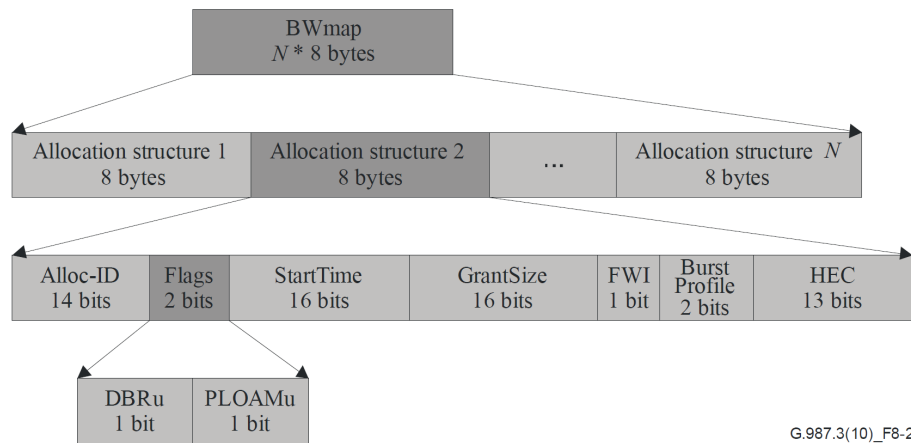 BWmap
N * 8 bytes
Allocation structure 1
8 bytes
Allocation structure 2
8 bytes
...
Allocation structure N
8 bytes
Alloc-ID
14 bits
Flags
2 bits
StartTime
16 bits
GrantSize
16 bits
FWI
1 bit
Burst
Profile
2 bits
HEC
13 bits
DBRu
1 bit
PLOAMu
1 bit
G.987.3(10)_F8-2